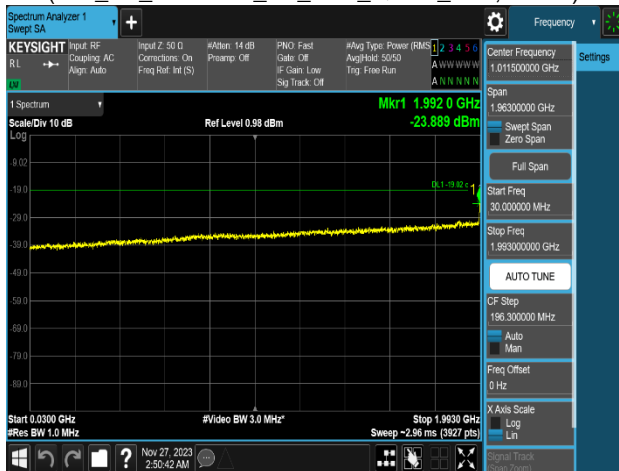 Spectrum Analyzer 1
Swept SA
+
Frequency
KEYSIGHT
RL
Input: RF
Coupling: AC
Align: Auto
Input Z: 50 Ω
Corrections: On
Freq Ref: Int (S)
#Atten: 14 dB
Preamp: Off
PNO: Fast
Gate: Off
IF Gain: Low
Sig Track: Off
#Avg Type: Power (RMS
Avg|Hold: 50/50
Trig: Free Run
1 2 3 4 5 6
A W W W W W
A N N N N N
Settings
1 Spectrum
Scale/Div 10 dB
Ref Level 0.98 dBm
Mkr1 1.992 0 GHz
-23.889 dBm
Log
-9.02
-19.0
-29.0
-39.0
-49.0
-59.0
-69.0
-79.0
-89.0
DL1 -19.02
1
Start 0.0300 GHz
#Res BW 1.0 MHz
#Video BW 3.0 MHz*
Stop 1.9930 GHz
Sweep ~2.96 ms (3927 pts)
Center Frequency
1.011500000 GHz
Span
1.96300000 GHz
Swept Span
Zero Span
Full Span
Start Freq
30.000000 MHz
Stop Freq
1.993000000 GHz
AUTO TUNE
CF Step
196.300000 MHz
Auto
Man
Freq Offset
0 Hz
X Axis Scale
Log
Lin
Signal Track
(Span Zoom)
?
Nov 27, 2023
2:50:42 AM